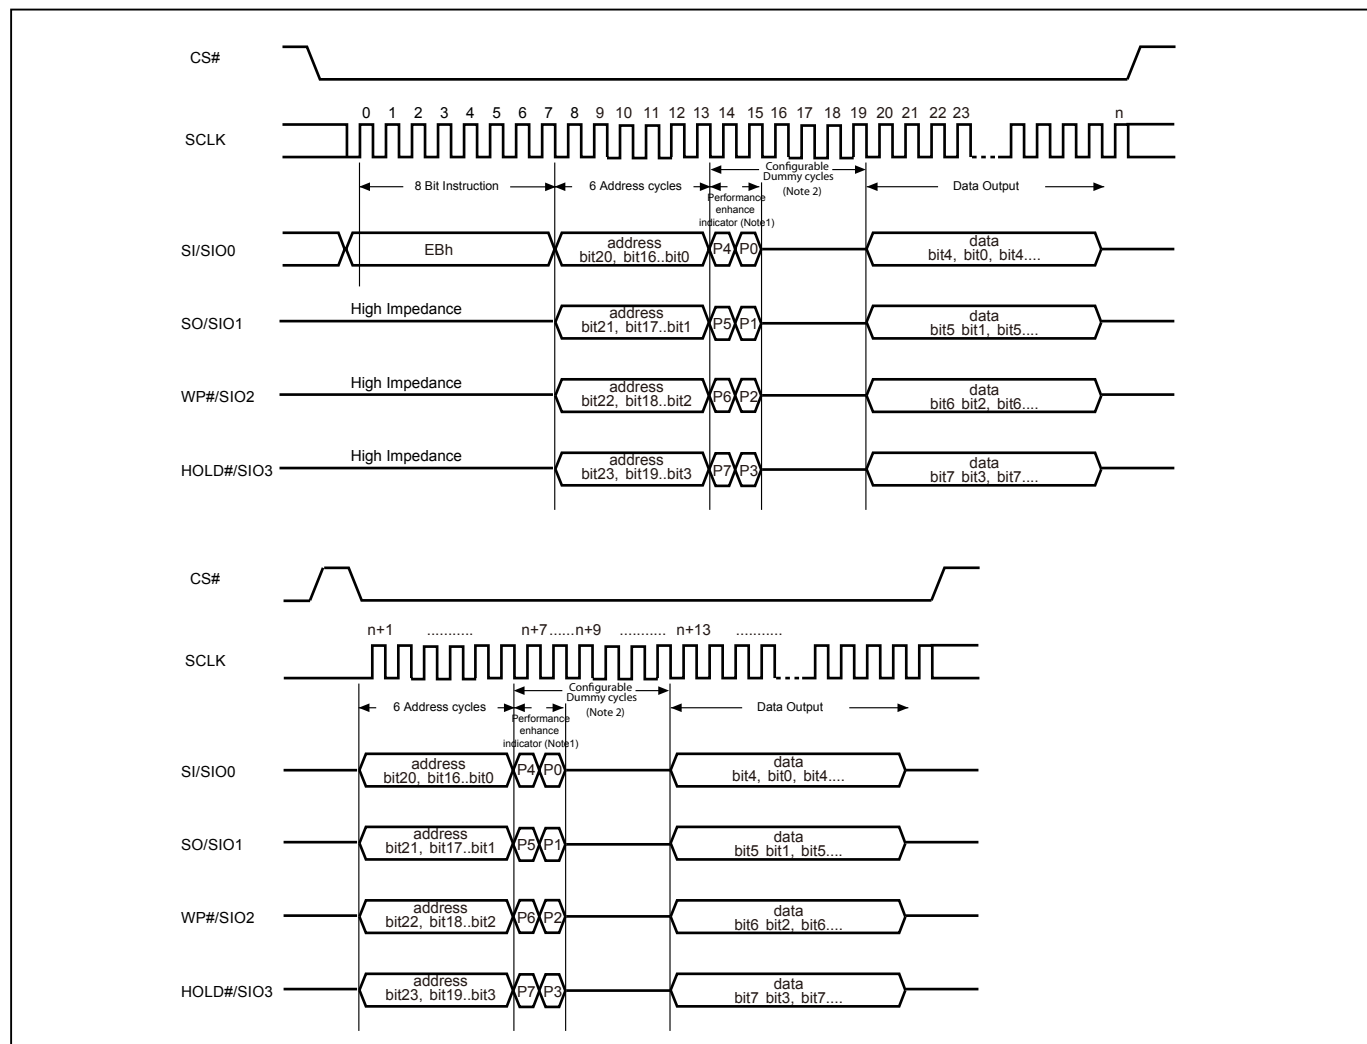 CS#
0 1 2 3 4 5 6 7 8 9 10 11 12 13 14 15 16 17 18 19 20 21 22 23 n
SCLK
8 Bit Instruction
6 Address cycles
Configurable
Dummy cycles
(Note 2)
Data Output
Performance
enhance
indicator (Note1)
SI/SIO0
EBh
address
bit20, bit16..bit0
P4 P0
data
bit4, bit0, bit4....
SO/SIO1
High Impedance
address
bit21, bit17..bit1
P5 P1
data
bit5 bit1, bit5....
WP#/SIO2
High Impedance
address
bit22, bit18..bit2
P6 P2
data
bit6 bit2, bit6....
HOLD#/SIO3
High Impedance
address
bit23, bit19..bit3
P7 P3
data
bit7 bit3, bit7....
CS#
n+1 ........... n+7 ......n+9 ........... n+13 ...........
SCLK
6 Address cycles
Configurable
Dummy cycles
(Note 2)
Data Output
Performance
enhance
indicator (Note1)
SI/SIO0
address
bit20, bit16..bit0
P4 P0
data
bit4, bit0, bit4....
SO/SIO1
address
bit21, bit17..bit1
P5 P1
data
bit5 bit1, bit5....
WP#/SIO2
address
bit22, bit18..bit2
P6 P2
data
bit6 bit2, bit6....
HOLD#/SIO3
address
bit23, bit19..bit3
P7 P3
data
bit7 bit3, bit7....